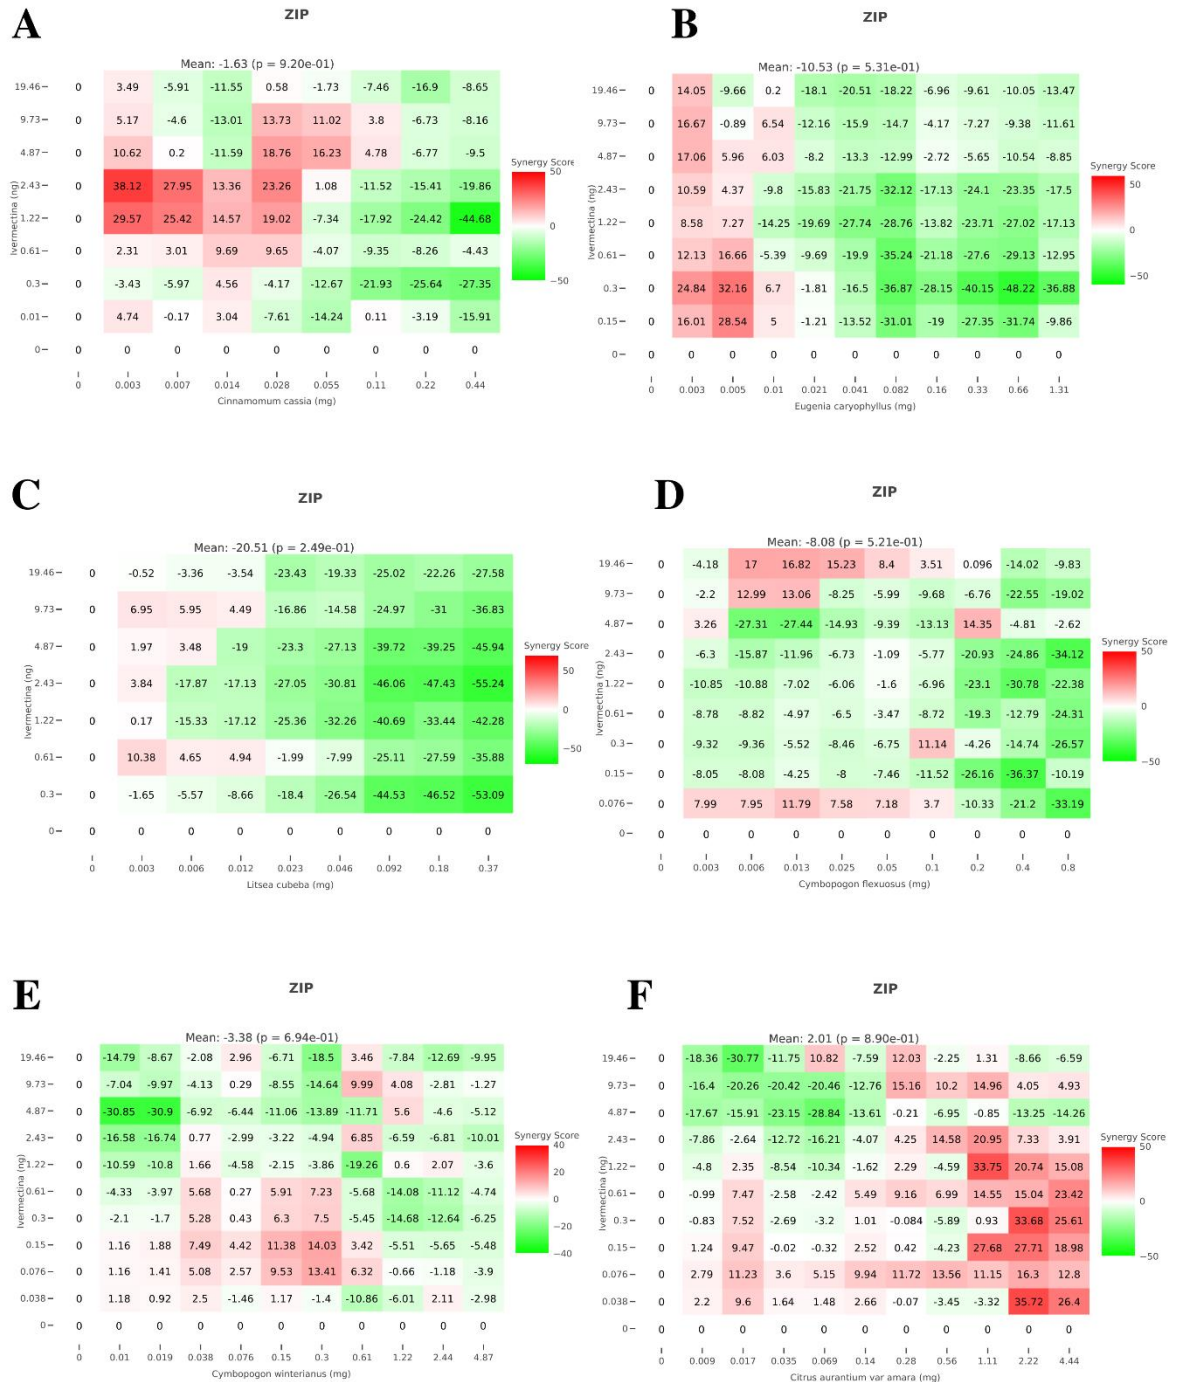 A
ZIP
Mean: -1.63 (p = 9.20e-01)
19.46 0 3.49 -5.91 -11.55 0.58 -1.73 -7.46 -16.9 -8.65
9.73 0 5.17 -4.6 -13.01 13.73 11.02 3.8 -6.73 -8.16
4.87 0 10.62 0.2 -11.59 18.76 16.23 4.78 -6.77 -9.5
2.43 0 38.12 27.95 13.36 23.26 1.08 -11.52 -15.41 -19.86
1.22 0 29.57 25.42 14.57 19.02 -7.34 -17.92 -24.42 -44.68
0.61 0 2.31 3.01 9.69 9.65 -4.07 -9.35 -8.26 -4.43
0.3 0 -3.43 -5.97 4.56 -4.17 -12.67 -21.93 -25.64 -27.35
0.01 0 4.74 -0.17 3.04 -7.61 -14.24 0.11 -3.19 -15.91
0 0 0 0 0 0 0 0 0 0
0 0.003 0.007 0.014 0.028 0.055 0.11 0.22 0.44
Cinnamomum cassia (mg)
Ivermectina (ng)
Synergy Score
50
0
-50
B
ZIP
Mean: -10.53 (p = 5.31e-01)
19.46 0 14.05 -9.66 0.2 -18.1 -20.51 -18.22 -6.96 -9.61 -10.05 -13.47
9.73 0 16.67 -0.89 6.54 -12.16 -15.9 -14.7 -4.17 -7.27 -9.38 -11.61
4.87 0 17.06 5.96 6.03 -8.2 -13.3 -12.99 -2.72 -5.65 -10.54 -8.85
2.43 0 10.59 4.37 -9.8 -15.83 -21.75 -32.12 -17.13 -24.1 -23.35 -17.5
1.22 0 8.58 7.27 -14.25 -19.69 -27.74 -28.76 -13.82 -23.71 -27.02 -17.13
0.61 0 12.13 16.66 -5.39 -9.69 -19.9 -35.24 -21.18 -27.6 -29.13 -12.95
0.3 0 24.84 32.16 6.7 -1.81 -16.5 -36.87 -28.15 -40.15 -48.22 -36.88
0.15 0 16.01 28.54 5 -1.21 -13.52 -31.01 -19 -27.35 -31.74 -9.86
0 0 0 0 0 0 0 0 0 0 0 0
0 0.003 0.005 0.01 0.021 0.041 0.082 0.16 0.33 0.66 1.31
Eugenia caryophyllus (mg)
Ivermectina (ng)
Synergy Score
50
0
-50
C
ZIP
Mean: -20.51 (p = 2.49e-01)
19.46 0 -0.52 -3.36 -3.54 -23.43 -19.33 -25.02 -22.26 -27.58
9.73 0 6.95 5.95 4.49 -16.86 -14.58 -24.97 -31 -36.83
4.87 0 1.97 3.48 -19 -23.3 -27.13 -39.72 -39.25 -45.94
2.43 0 3.84 -17.87 -17.13 -27.05 -30.81 -46.06 -47.43 -55.24
1.22 0 0.17 -15.33 -17.12 -25.36 -32.26 -40.69 -33.44 -42.28
0.61 0 10.38 4.65 4.94 -1.99 -7.99 -25.11 -27.59 -35.88
0.3 0 -1.65 -5.57 -8.66 -18.4 -26.54 -44.53 -46.52 -53.09
0 0 0 0 0 0 0 0 0 0
0 0.003 0.006 0.012 0.023 0.046 0.092 0.18 0.37
Litsea cubeba (mg)
Ivermectina (ng)
Synergy Score
50
0
-50
D
ZIP
Mean: -8.08 (p = 5.21e-01)
19.46 0 -4.18 17 16.82 15.23 8.4 3.51 0.096 -14.02 -9.83
9.73 0 -2.2 12.99 13.06 -8.25 -5.99 -9.68 -6.76 -22.55 -19.02
4.87 0 3.26 -27.31 -27.44 -14.93 -9.39 -13.13 14.35 -4.81 -2.62
2.43 0 -6.3 -15.87 -11.96 -6.73 -1.09 -5.77 -20.93 -24.86 -34.12
1.22 0 -10.85 -10.88 -7.02 -6.06 -1.6 -6.96 -23.1 -30.78 -22.38
0.61 0 -8.78 -8.82 -4.97 -6.5 -3.47 -8.72 -19.3 -12.79 -24.31
0.3 0 -9.32 -9.36 -5.52 -8.46 -6.75 11.14 -4.26 -14.74 -26.57
0.15 0 -8.05 -8.08 -4.25 -8 -7.46 -11.52 -26.16 -36.37 -10.19
0.076 0 7.99 7.95 11.79 7.58 7.18 3.7 -10.33 -21.2 -33.19
0 0 0 0 0 0 0 0 0 0 0
0 0.003 0.006 0.013 0.025 0.05 0.1 0.2 0.4 0.8
Cymbopogon flexuosus (mg)
Ivermectina (ng)
Synergy Score
50
0
-50
E
ZIP
Mean: -3.38 (p = 6.94e-01)
19.46 0 -14.79 -8.67 -2.08 2.96 -6.71 -18.5 3.46 -7.84 -12.69 -9.95
9.73 0 -7.04 -9.97 -4.13 0.29 -8.55 -14.64 9.99 4.08 -2.81 -1.27
4.87 0 -30.85 -30.9 -6.92 -6.44 -11.06 -13.89 -11.71 5.6 -4.6 -5.12
2.43 0 -16.58 -16.74 0.77 -2.99 -3.22 -4.94 6.85 -6.59 -6.81 -10.01
1.22 0 -10.59 -10.8 1.66 -4.58 -2.15 -3.86 -19.26 0.6 2.07 -3.6
0.61 0 -4.33 -3.97 5.68 0.27 5.91 7.23 -5.68 -14.08 -11.12 -4.74
0.3 0 -2.1 -1.7 5.28 0.43 6.3 7.5 -5.45 -14.68 -12.64 -6.25
0.15 0 1.16 1.88 7.49 4.42 11.38 14.03 3.42 -5.51 -5.65 -5.48
0.076 0 1.16 1.41 5.08 2.57 9.53 13.41 6.32 -0.66 -1.18 -3.9
0.038 0 1.18 0.92 2.5 -1.46 1.17 -1.4 -10.86 -6.01 2.11 -2.98
0 0 0 0 0 0 0 0 0 0 0 0
0 0.01 0.019 0.038 0.076 0.15 0.3 0.61 1.22 2.44 4.87
Cymbopogon winterianus (mg)
Ivermectina (ng)
Synergy Score
40
20
0
-20
-40
F
ZIP
Mean: 2.01 (p = 8.90e-01)
19.46 0 -18.36 -30.77 -11.75 10.82 -7.59 12.03 -2.25 1.31 -8.66 -6.59
9.73 0 -16.4 -20.26 -20.42 -20.46 -12.76 15.16 10.2 14.96 4.05 4.93
4.87 0 -17.67 -15.91 -23.15 -28.84 -13.61 -0.21 -6.95 -0.85 -13.25 -14.26
2.43 0 -7.86 -2.64 -12.72 -16.21 -4.07 4.25 14.58 20.95 7.33 3.91
1.22 0 -4.8 2.35 -8.54 -10.34 -1.62 2.29 -4.59 33.75 20.74 15.08
0.61 0 -0.99 7.47 -2.58 -2.42 5.49 9.16 6.99 14.55 15.04 23.42
0.3 0 -0.83 7.52 -2.69 -3.2 1.01 -0.084 -5.89 0.93 33.68 25.61
0.15 0 1.24 9.47 -0.02 -0.32 2.52 0.42 -4.23 27.68 27.71 18.98
0.076 0 2.79 11.23 3.6 5.15 9.94 11.72 13.56 11.15 16.3 12.8
0.038 0 2.2 9.6 1.64 1.48 2.66 -0.07 -3.45 -3.32 35.72 26.4
0 0 0 0 0 0 0 0 0 0 0 0
0 0.009 0.017 0.035 0.069 0.14 0.28 0.56 1.11 2.22 4.44
Citrus aurantium var amara (mg)
Ivermectina (ng)
Synergy Score
50
0
-50